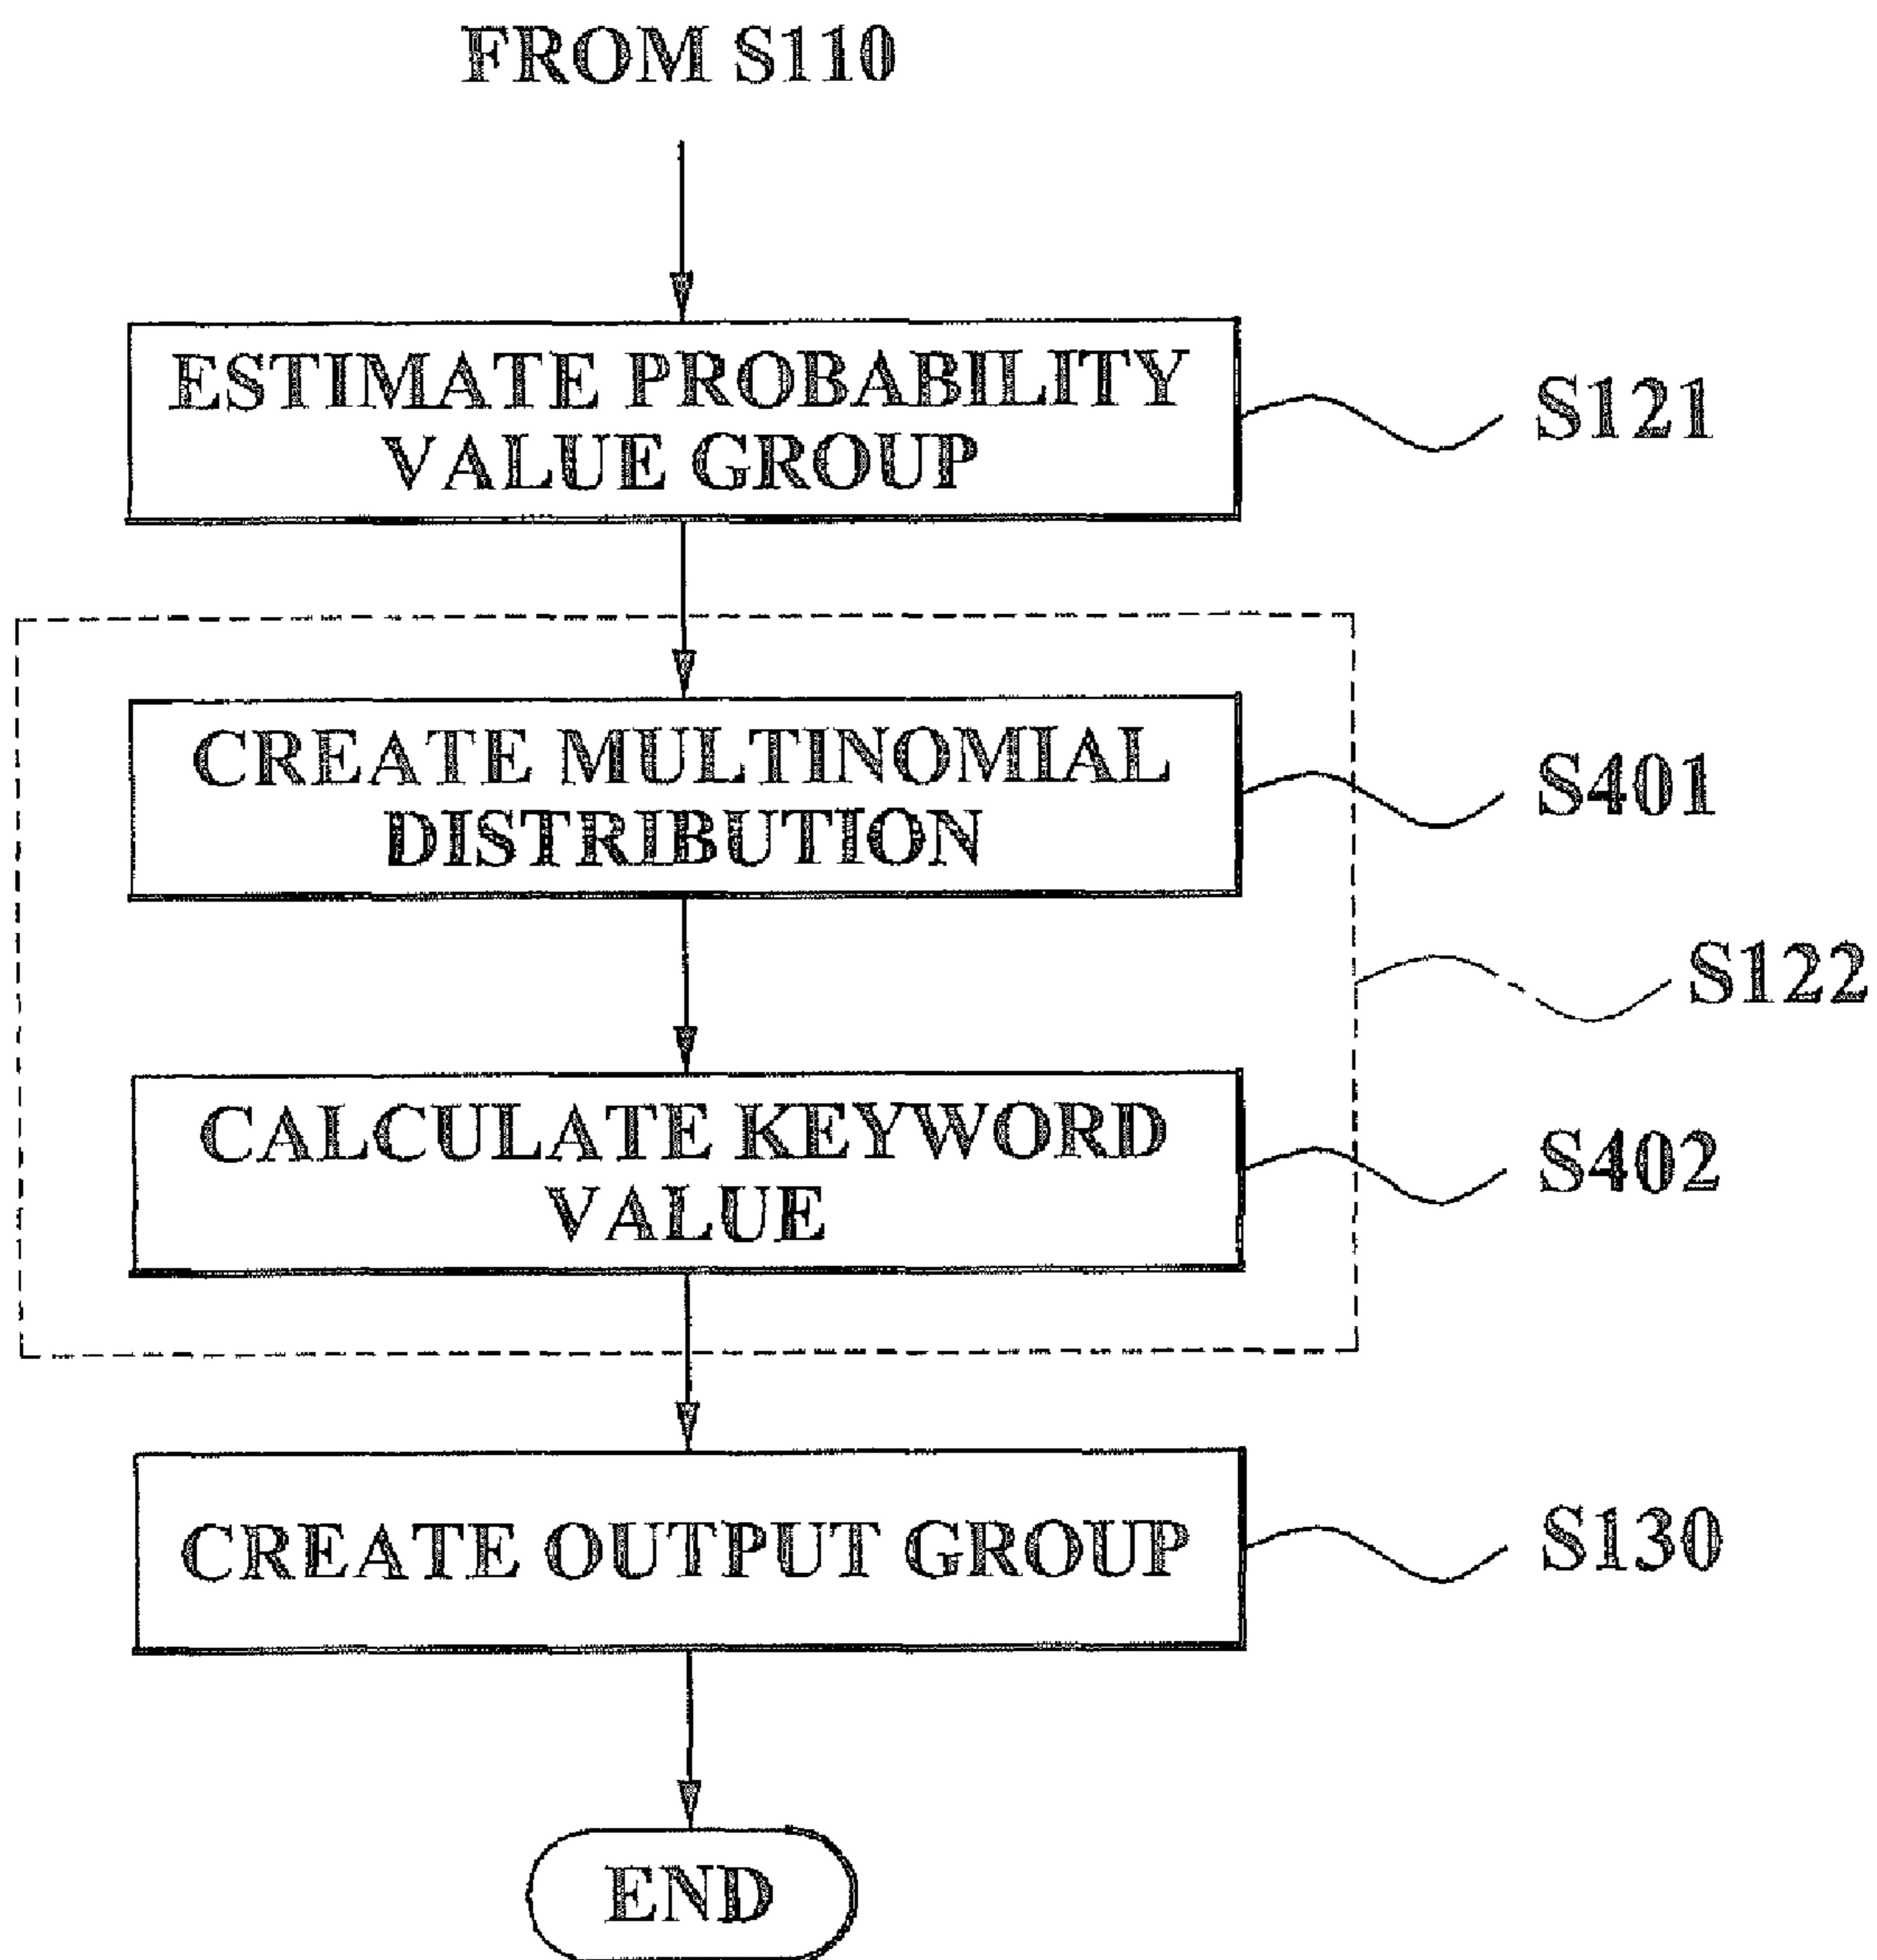 FROM S110
ESTIMATE PROBABILITY
VALUE GROUP
S121
CREATE MULTINOMIAL
DISTRIBUTION
S401
S122
CALCULATE KEYWORD
VALUE
S402
CREATE OUTPUT GROUP
S130
END